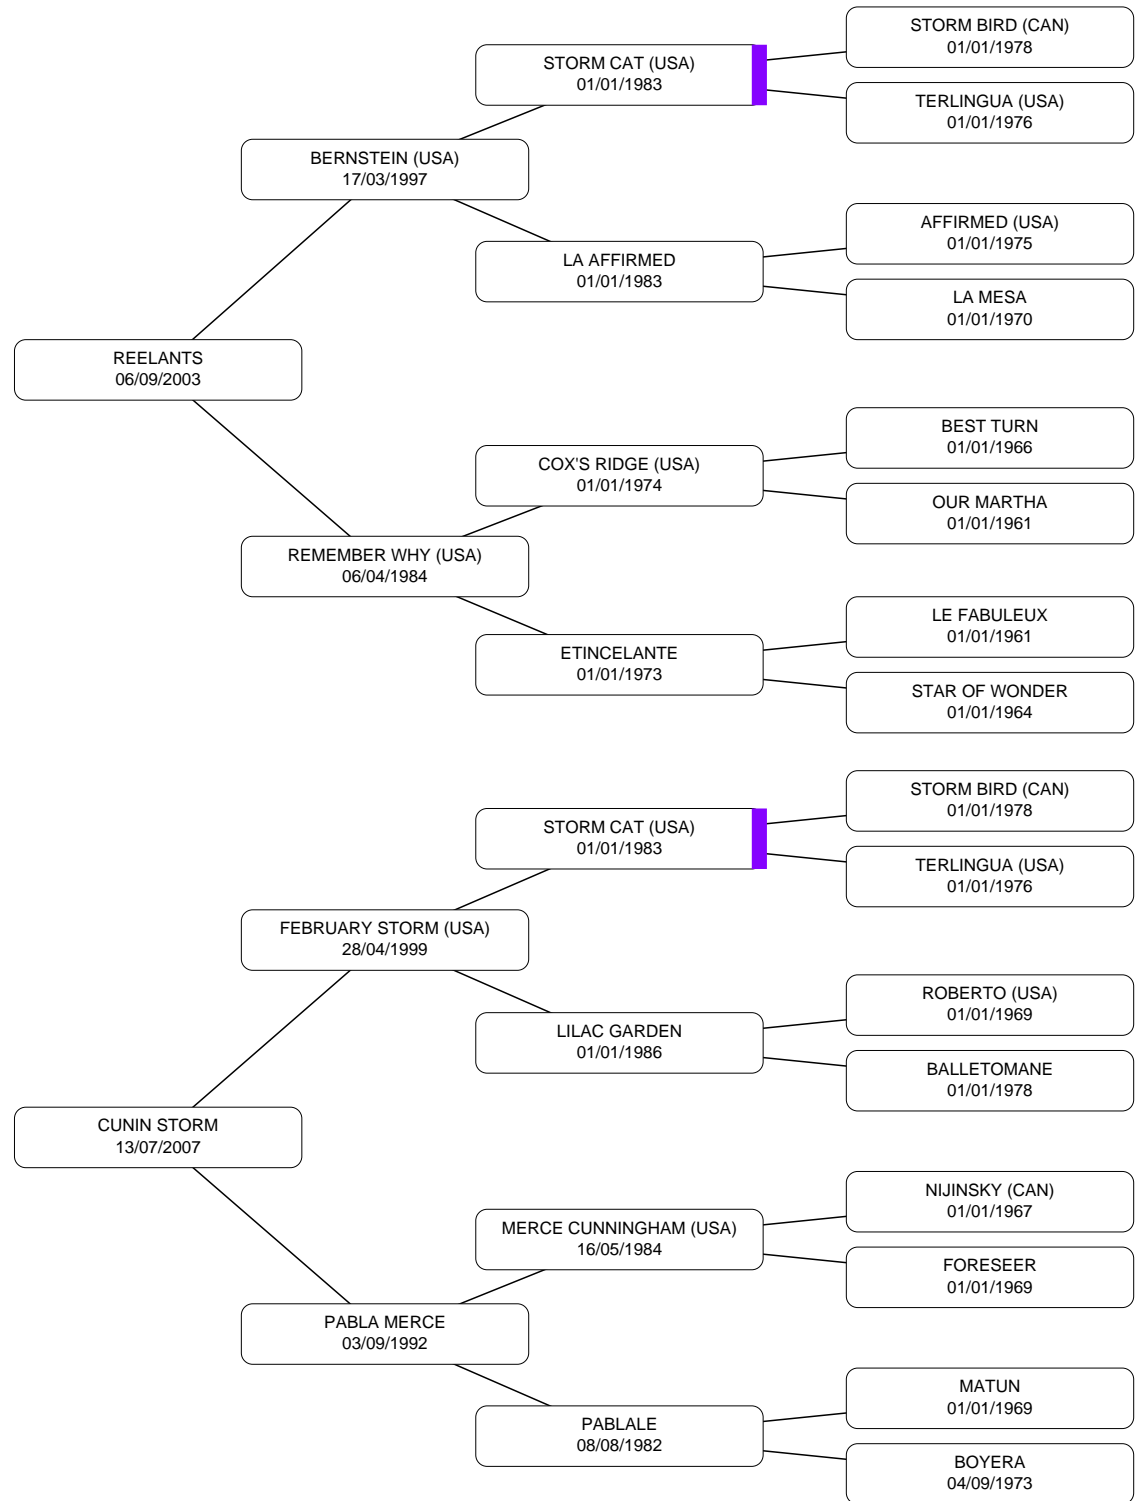 STORM BIRD (CAN)
01/01/1978
STORM CAT (USA)
01/01/1983
TERLINGUA (USA)
01/01/1976
BERNSTEIN (USA)
17/03/1997
AFFIRMED (USA)
01/01/1975
LA AFFIRMED
01/01/1983
LA MESA
01/01/1970
REELANTS
06/09/2003
BEST TURN
01/01/1966
COX'S RIDGE (USA)
01/01/1974
OUR MARTHA
01/01/1961
REMEMBER WHY (USA)
06/04/1984
LE FABULEUX
01/01/1961
ETINCELANTE
01/01/1973
STAR OF WONDER
01/01/1964
STORM BIRD (CAN)
01/01/1978
STORM CAT (USA)
01/01/1983
TERLINGUA (USA)
01/01/1976
FEBRUARY STORM (USA)
28/04/1999
ROBERTO (USA)
01/01/1969
LILAC GARDEN
01/01/1986
BALLETOMANE
01/01/1978
CUNIN STORM
13/07/2007
NIJINSKY (CAN)
01/01/1967
MERCE CUNNINGHAM (USA)
16/05/1984
FORESEER
01/01/1969
PABLA MERCE
03/09/1992
MATUN
01/01/1969
PABLALE
08/08/1982
BOYERA
04/09/1973